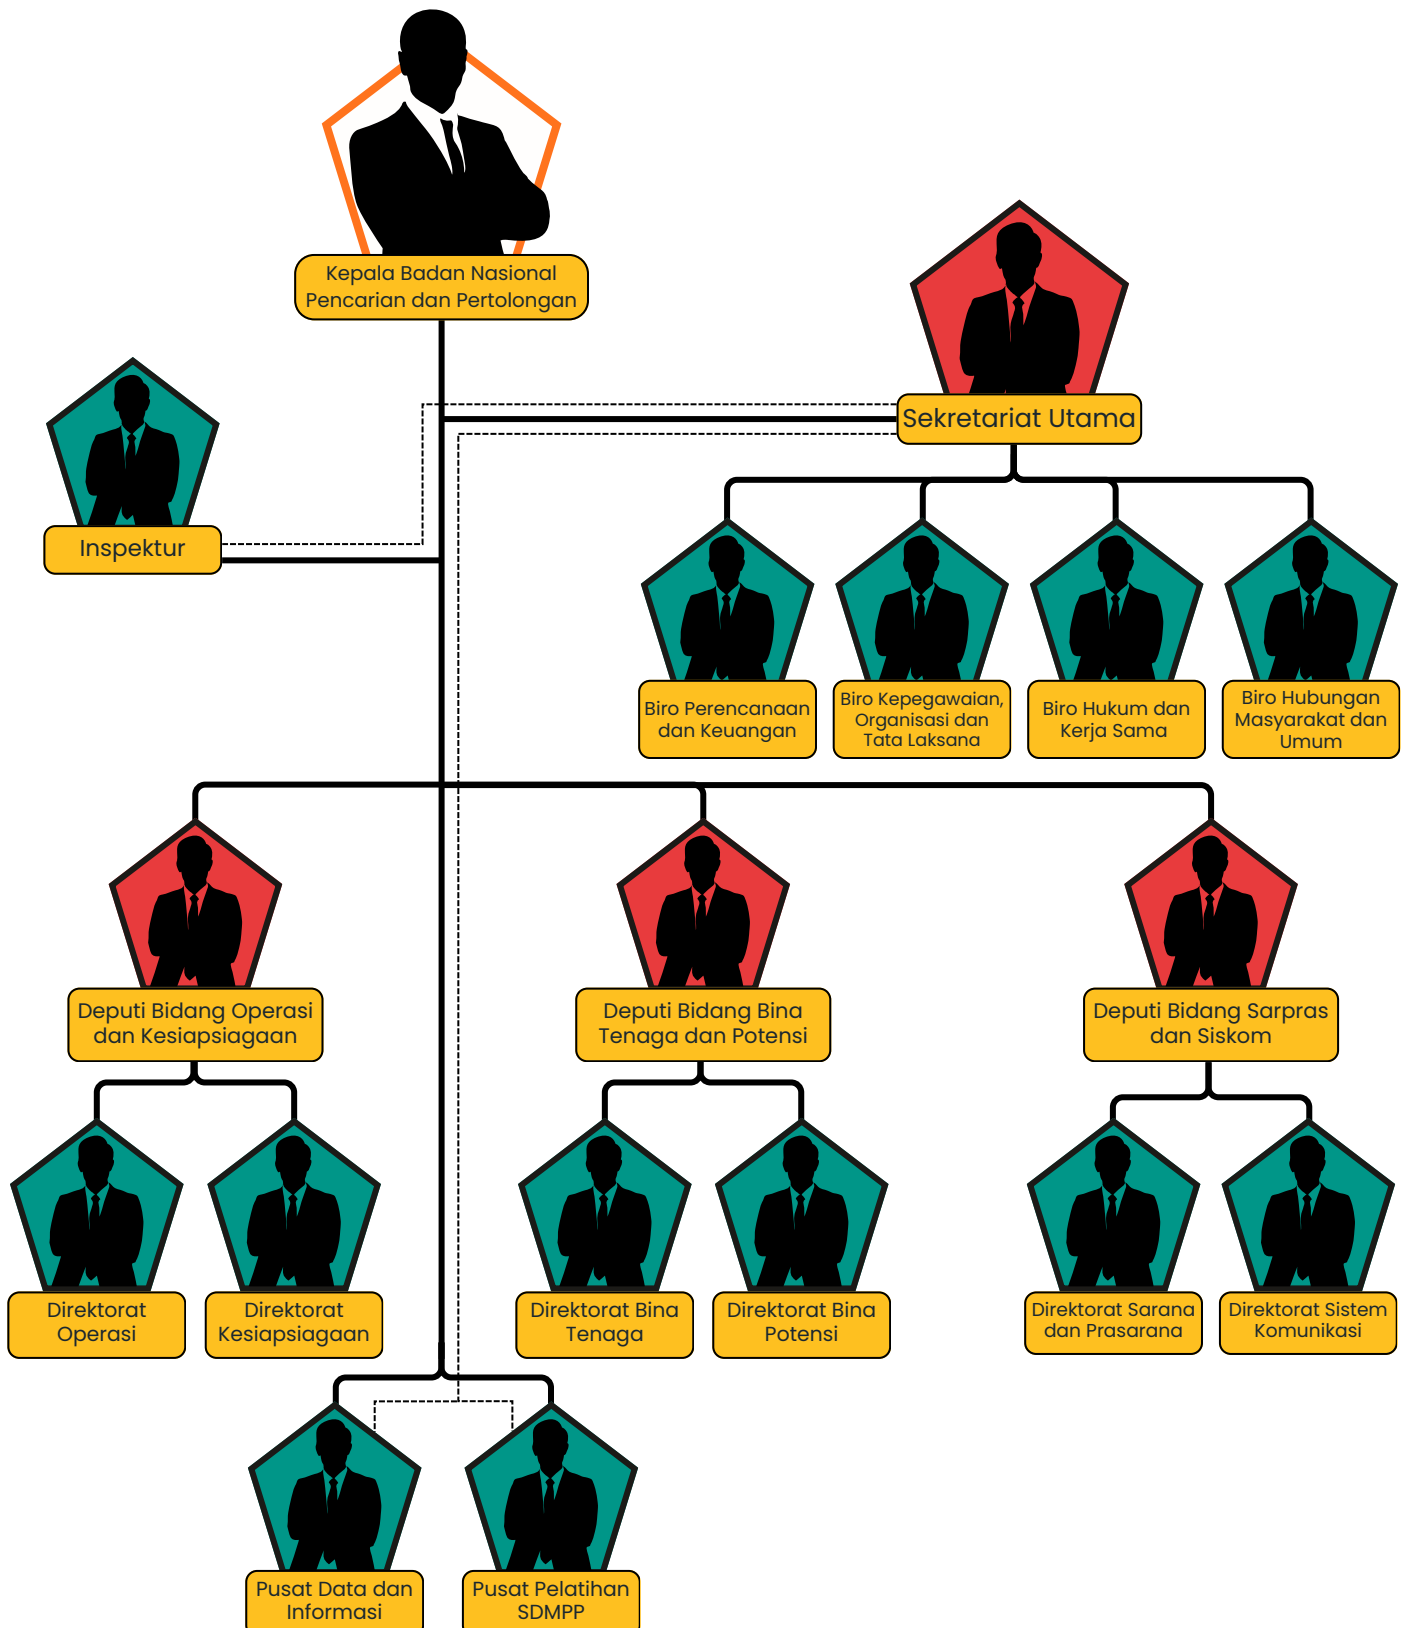 Kepala Badan Nasional
Pencarian dan Pertolongan
Sekretariat Utama
Inspektur
Biro Perencanaan
dan Keuangan
Biro Kepegawaian,
Organisasi dan
Tata Laksana
Biro Hukum dan
Kerja Sama
Biro Hubungan
Masyarakat dan
Umum
Deputi Bidang Operasi
dan Kesiapsiagaan
Deputi Bidang Bina
Tenaga dan Potensi
Deputi Bidang Sarpras
dan Siskom
Direktorat
Operasi
Direktorat
Kesiapsiagaan
Direktorat Bina
Tenaga
Direktorat Bina
Potensi
Direktorat Sarana
dan Prasarana
Direktorat Sistem
Komunikasi
Pusat Data dan
Informasi
Pusat Pelatihan
SDMPP